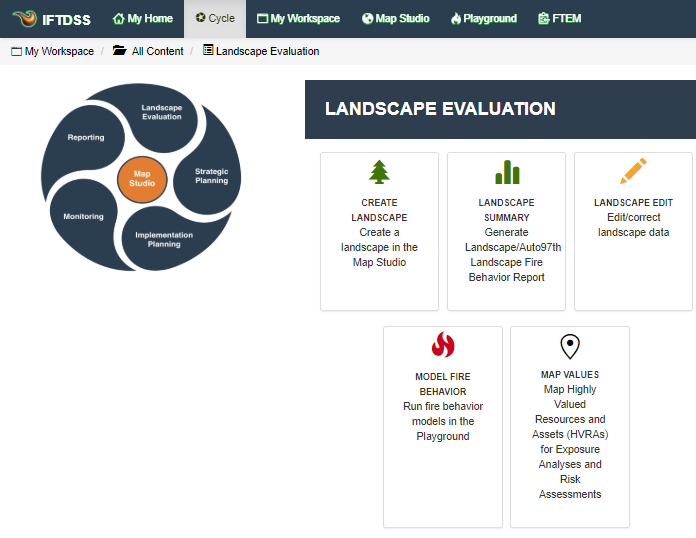 IFTDSS My Home Cycle My Workspace Map Studio Playground FTEM
My Workspace / All Content / Landscape Evaluation
Landscape
Evaluation
Reporting
Strategic
Planning
Map
Studio
Monitoring
Implementation
Planning
LANDSCAPE EVALUATION
CREATE
LANDSCAPE
Create a
landscape in the
Map Studio
LANDSCAPE
SUMMARY
Generate
Landscape/Auto97th
Landscape Fire
Behavior Report
LANDSCAPE EDIT
Edit/correct
landscape data
MODEL FIRE
BEHAVIOR
Run fire behavior
models in the
Playground
MAP VALUES
Map Highly
Valued
Resources and
Assets (HVRAs)
for Exposure
Analyses and
Risk
Assessments